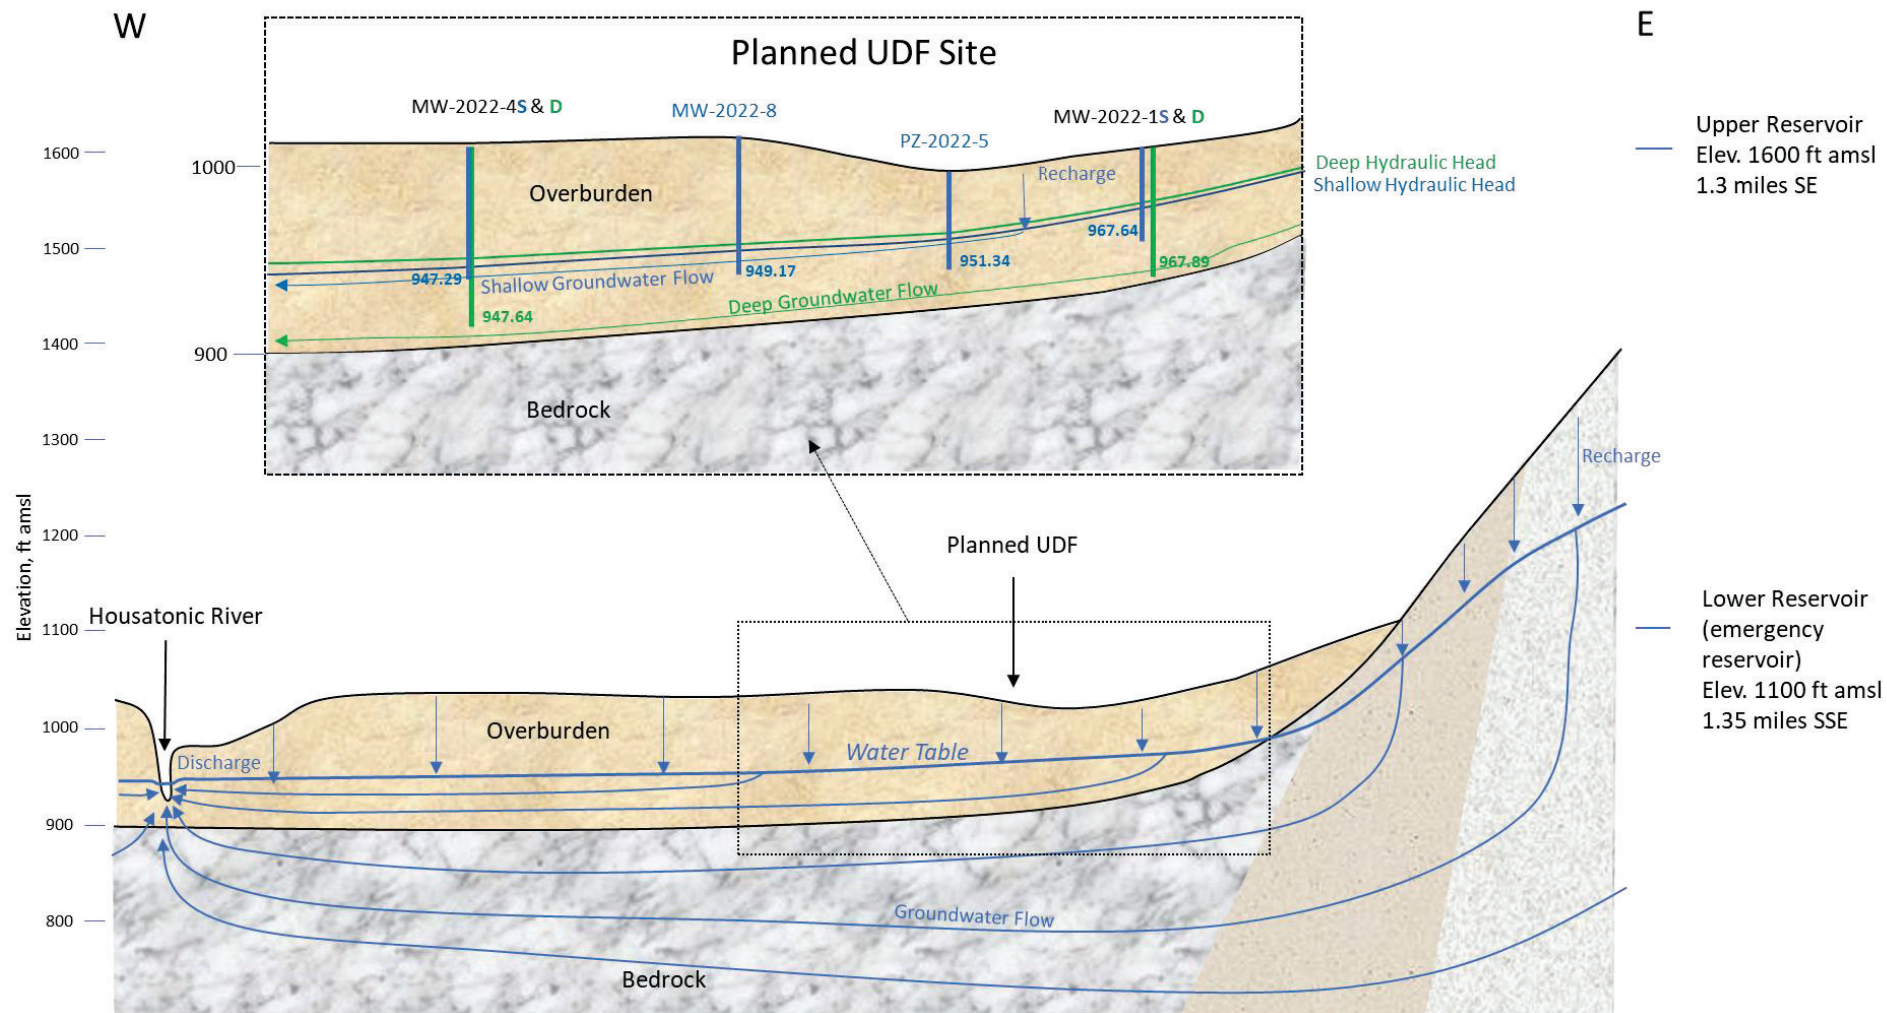 W
E
Planned UDF Site
MW-2022-4S & D
MW-2022-8
PZ-2022-5
MW-2022-1S & D
Upper Reservoir
Elev. 1600 ft amsl
1.3 miles SE
1600
1000
Overburden
Recharge
Deep Hydraulic Head
Shallow Hydraulic Head
1500
947.29
Shallow Groundwater Flow
949.17
951.34
967.64
967.89
Deep Groundwater Flow
947.64
1400
900
Bedrock
1300
Recharge
Elevation, ft amsl
1200
Planned UDF
Housatonic River
1100
Lower Reservoir
(emergency
reservoir)
Elev. 1100 ft amsl
1.35 miles SSE
1000
Overburden
Water Table
Discharge
900
800
Groundwater Flow
Bedrock